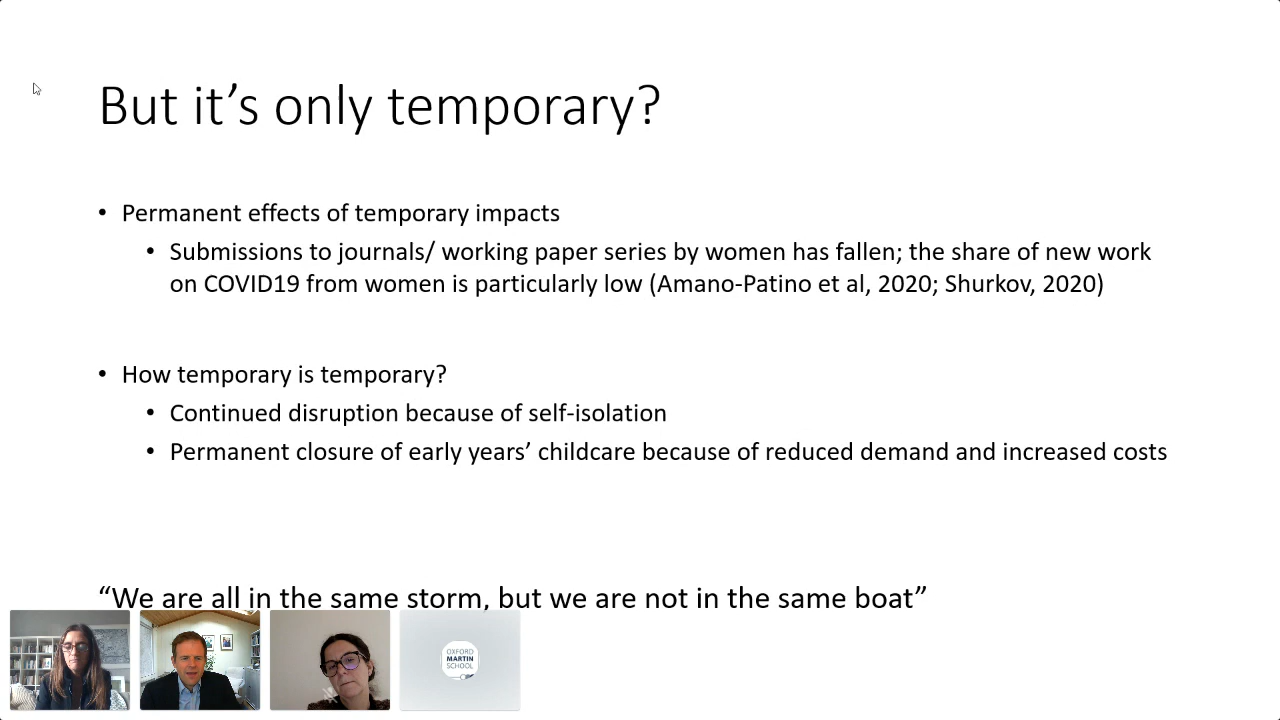 But it’s only temporary?
• Permanent effects of temporary impacts
• Submissions to journals/ working paper series by women has fallen; the share of new work
on COVID19 from women is particularly low (Amano-Patino et al, 2020; Shurkov, 2020)
• How temporary is temporary?
• Continued disruption because of self-isolation
• Permanent closure of early years’ childcare because of reduced demand and increased costs
“We are all in the same storm, but we are not in the same boat”
OXFORD
MARTIN
SCHOOL